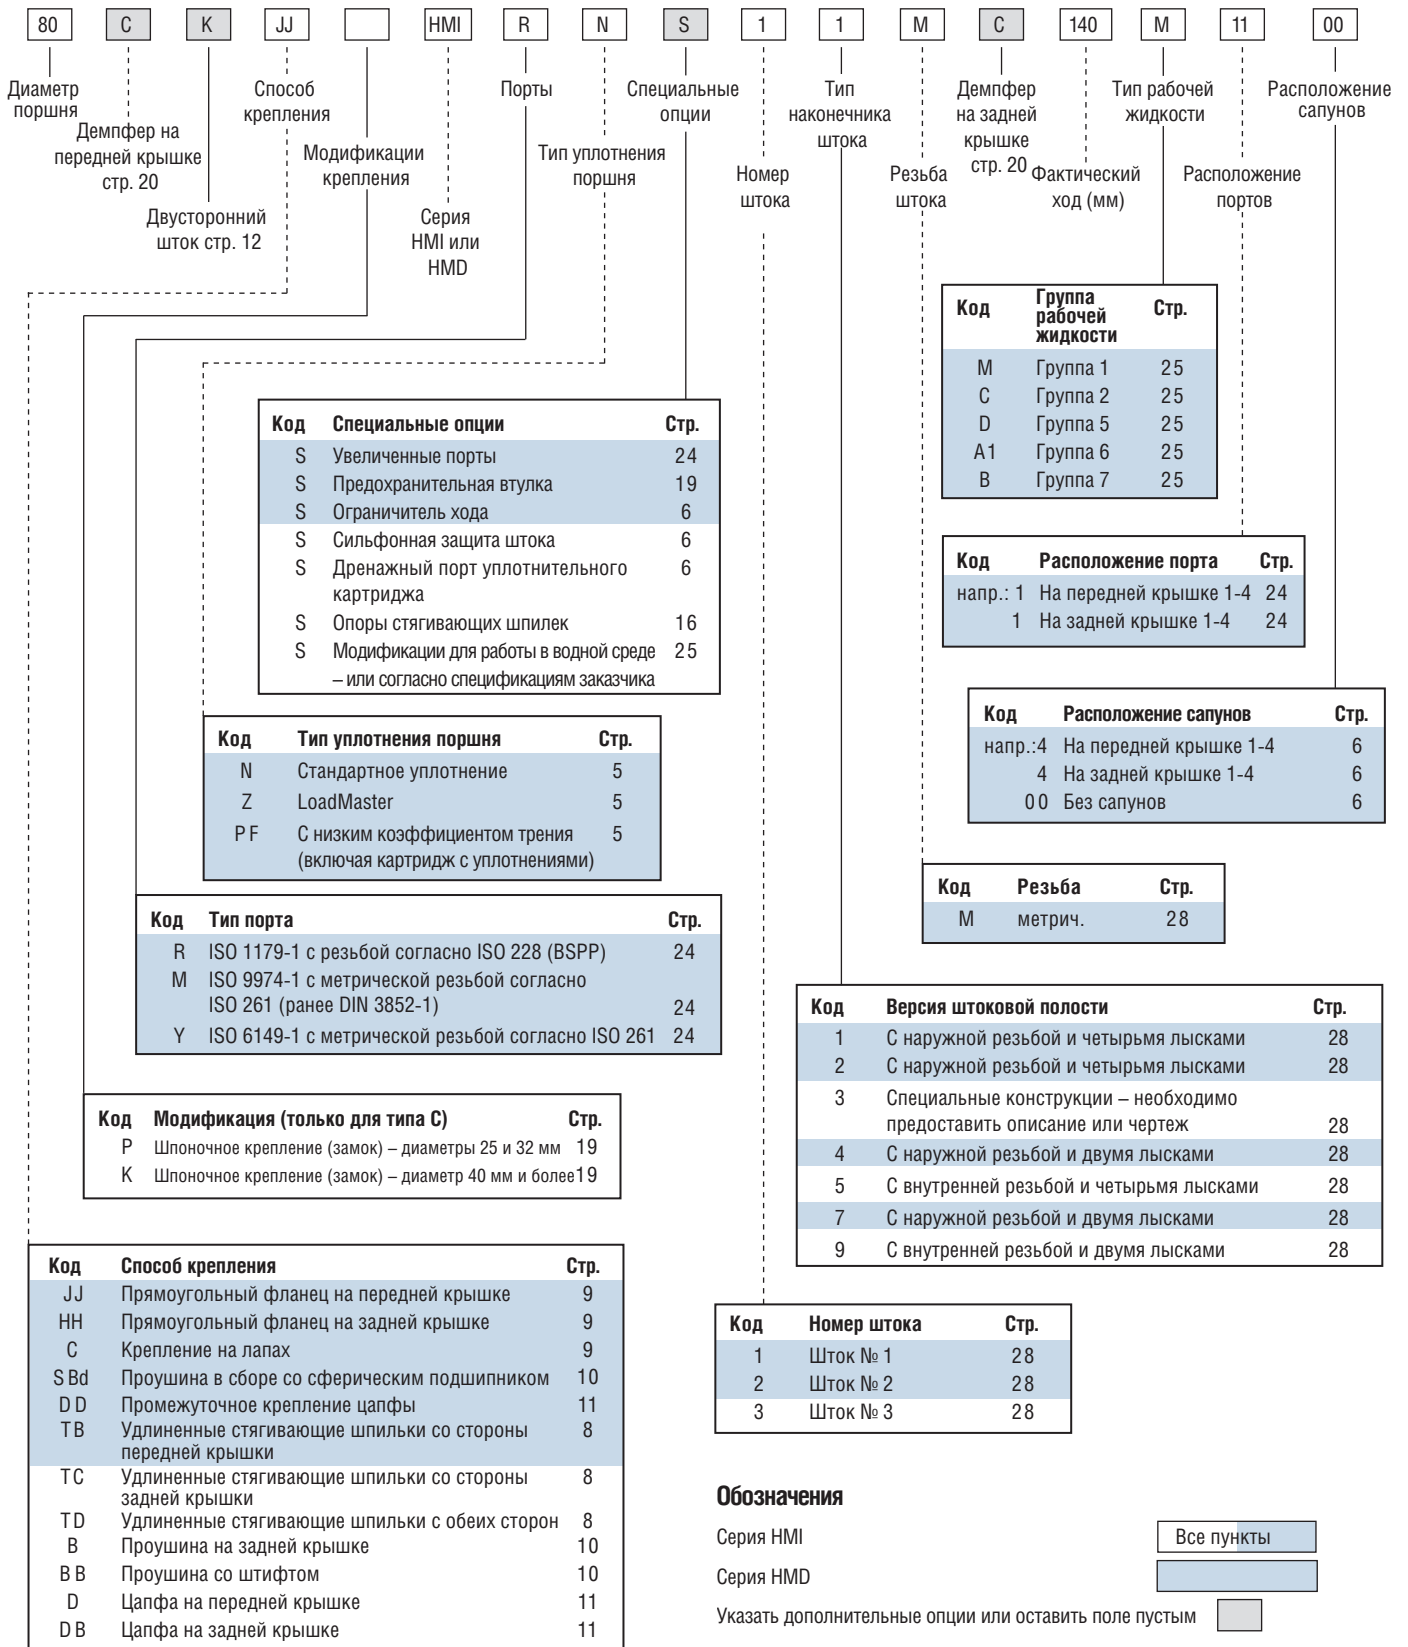 80 C K JJ HMI R N S 1 1 M C 140 M 11 00
Диаметр
поршня
Демпфер на
передней крышке
стр. 20
Двусторонний
шток стр. 12
Способ
крепления
Модификации
крепления
Серия
HMI или
HMD
Порты
Тип уплотнения
поршня
Специальные
опции
Номер
штока
Тип
наконечника
штока
Резьба
штока
Демпфер
на задней
крышке
стр. 20
Фактический
ход (мм)
Тип рабочей
жидкости
Расположение
портов
Расположение
сапунов
Код Группа рабочей жидкости Стр.
M Группа 1 25
C Группа 2 25
D Группа 5 25
A1 Группа 6 25
B Группа 7 25
Код Специальные опции Стр.
S Увеличенные порты 24
S Предохранительная втулка 19
S Ограничитель хода 6
S Сильфонная защита штока 6
S Дренажный порт уплотнительного 6
картриджа
S Опоры стягивающих шпилек 16
S Модификации для работы в водной среде 25
– или согласно спецификациям заказчика
Код Расположение порта Стр.
напр.: 1 На передней крышке 1-4 24
1 На задней крышке 1-4 24
Код Расположение сапунов Стр.
напр.:4 На передней крышке 1-4 6
4 На задней крышке 1-4 6
00 Без сапунов 6
Код Тип уплотнения поршня Стр.
N Стандартное уплотнение 5
Z LoadMaster 5
PF С низким коэффициентом трения 5
(включая картридж с уплотнениями)
Код Резьба Стр.
M метрич. 28
Код Тип порта Стр.
R ISO 1179-1 с резьбой согласно ISO 228 (BSPP) 24
M ISO 9974-1 с метрической резьбой согласно
ISO 261 (ранее DIN 3852-1) 24
Y ISO 6149-1 с метрической резьбой согласно ISO 261 24
Код Версия штоковой полости Стр.
1 С наружной резьбой и четырьмя лысками 28
2 С наружной резьбой и четырьмя лысками 28
3 Специальные конструкции – необходимо
предоставить описание или чертеж 28
4 С наружной резьбой и двумя лысками 28
5 С внутренней резьбой и четырьмя лысками 28
7 С наружной резьбой и двумя лысками 28
9 С внутренней резьбой и двумя лысками 28
Код Модификация (только для типа С) Стр.
P Шпоночное крепление (замок) – диаметры 25 и 32 мм 19
K Шпоночное крепление (замок) – диаметр 40 мм и более 19
Код Способ крепления Стр.
JJ Прямоугольный фланец на передней крышке 9
HH Прямоугольный фланец на задней крышке 9
C Крепление на лапах 9
SBd Проушина в сборе со сферическим подшипником 10
DD Промежуточное крепление цапфы 11
TB Удлиненные стягивающие шпильки со стороны 8
передней крышки
TC Удлиненные стягивающие шпильки со стороны 8
задней крышки
TD Удлиненные стягивающие шпильки с обеих сторон 8
B Проушина на задней крышке 10
BB Проушина со штифтом 10
D Цапфа на передней крышке 11
DB Цапфа на задней крышке 11
Код Номер штока Стр.
1 Шток № 1 28
2 Шток № 2 28
3 Шток № 3 28
Обозначения
Серия HMI Все пункты
Серия HMD
Указать дополнительные опции или оставить поле пустым